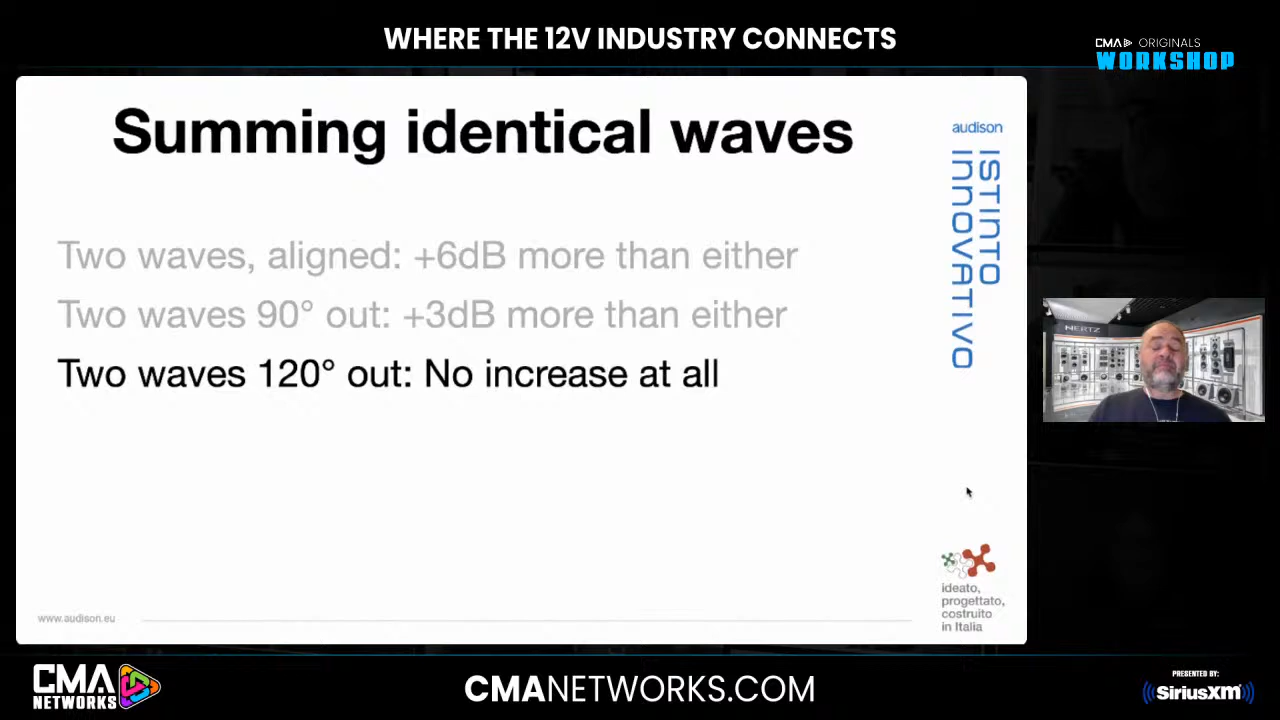 WHERE THE 12V INDUSTRY CONNECTS
CMA ORIGINALS
WORKSHOP
Summing identical waves
audison
ISTINTO
INNOVATIVO
Two waves, aligned: +6dB more than either
Two waves 90° out: +3dB more than either
Two waves 120° out: No increase at all
HERTZ
ideato,
progettato,
costruito
in Italia
www.audison.eu
CMA
NETWORKS
CMANETWORKS.COM
PRESENTED BY:
SiriusXM